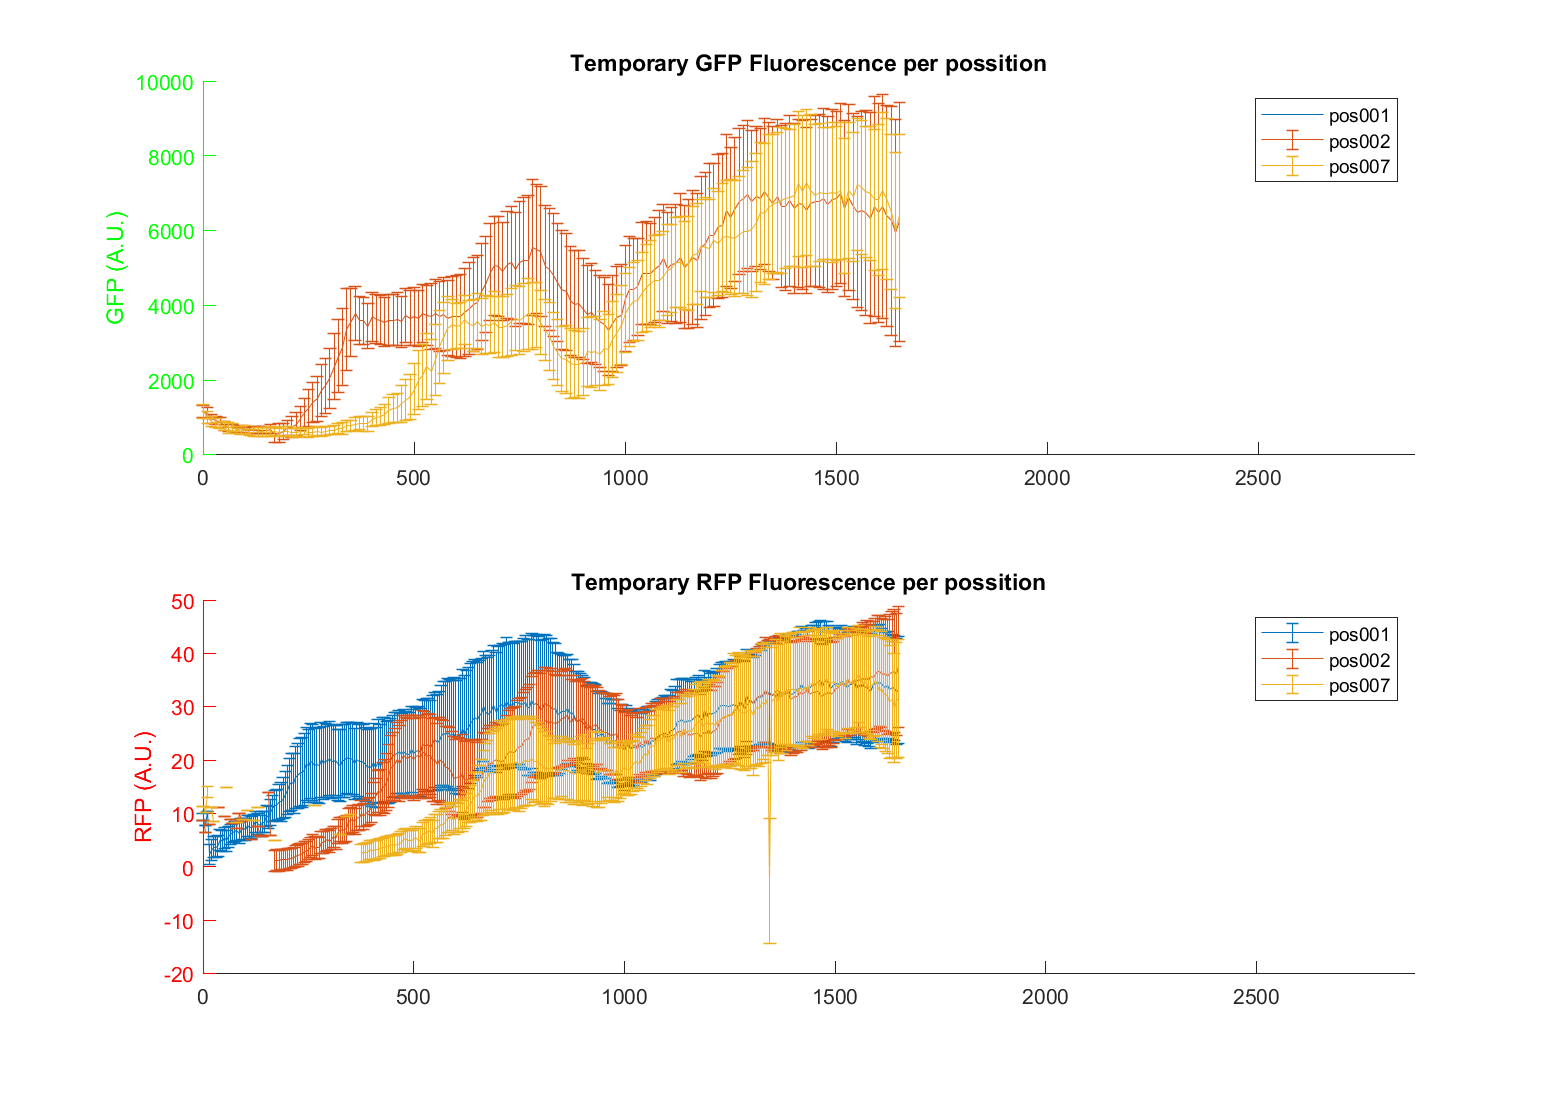 Temporary GFP Fluorescence per possition
10000
8000
6000
4000
2000
0
GFP (A.U.)
0 500 1000 1500 2000 2500
pos001
pos002
pos007
Temporary RFP Fluorescence per possition
50
40
30
20
10
0
-10
-20
RFP (A.U.)
0 500 1000 1500 2000 2500
pos001
pos002
pos007